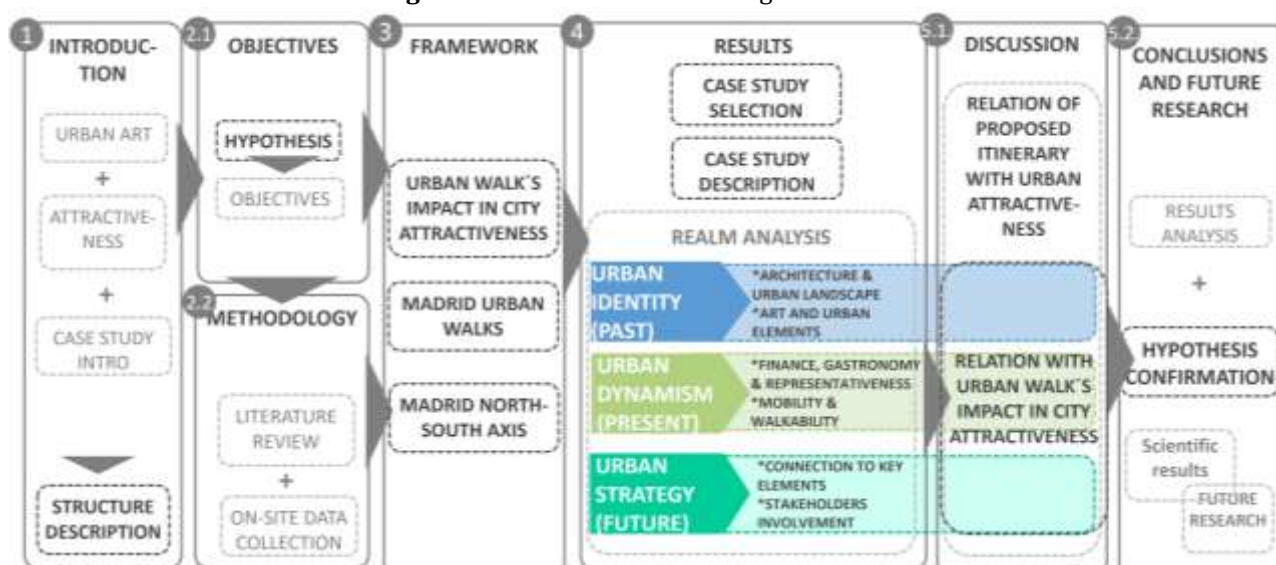 1
INTRODUC-
TION
URBAN ART
+
ATTRACTIVE-
NESS
+
CASE STUDY
INTRO
STRUCTURE
DESCRIPTION
2.1
OBJECTIVES
HYPOTHESIS
OBJECTIVES
2.2
METHODOLOGY
LITERATURE
REVIEW
+
ON-SITE DATA
COLLECTION
3
FRAMEWORK
URBAN WALK´S
IMPACT IN CITY
ATTRACTIVENESS
MADRID URBAN
WALKS
MADRID NORTH-
SOUTH AXIS
4
RESULTS
CASE STUDY
SELECTION
CASE STUDY
DESCRIPTION
REALM ANALYSIS
URBAN
IDENTITY
(PAST)
*ARCHITECTURE &
URBAN LANDSCAPE
*ART AND URBAN
ELEMENTS
URBAN
DYNAMISM
(PRESENT)
*FINANCE, GASTRONOMY
& REPRESENTATIVENESS
*MOBILITY &
WALKABILITY
URBAN
STRATEGY
(FUTURE)
*CONNECTION TO KEY
ELEMENTS
*STAKEHOLDERS
INVOLVEMENT
5.1
DISCUSSION
RELATION OF
PROPOSED
ITINERARY
WITH URBAN
ATTRACTIVE-
NESS
RELATION WITH
URBAN WALK´S
IMPACT IN CITY
ATTRACTIVENESS
5.2
CONCLUSIONS
AND FUTURE
RESEARCH
RESULTS
ANALYSIS
+
HYPOTHESIS
CONFIRMATION
Scientific
results
FUTURE
RESEARCH